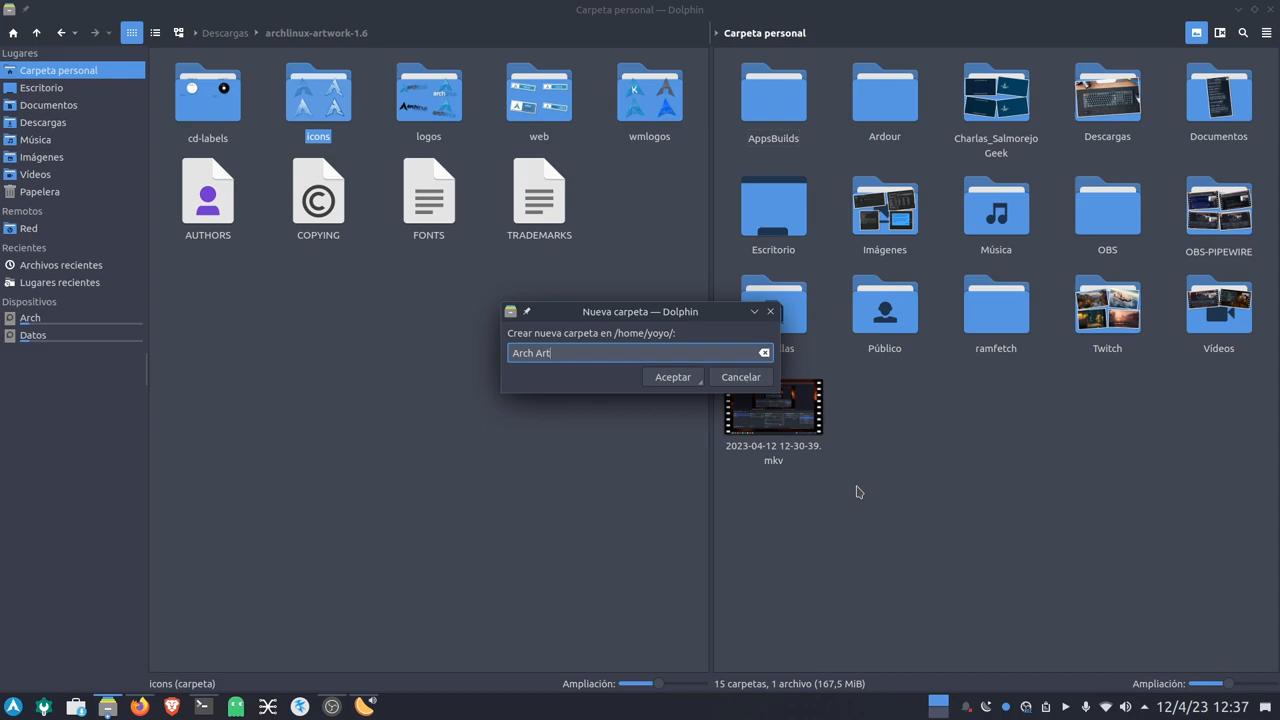 Carpeta personal — Dolphin
Descargas
archlinux-artwork-1.6
Carpeta personal
Lugares
Carpeta personal
Escritorio
Documentos
Descargas
Música
Imágenes
Vídeos
Papelera
Remotos
Red
Recientes
Archivos recientes
Lugares recientes
Dispositivos
Arch
Datos
cd-labels
icons
logos
web
wmlogos
AUTHORS
COPYING
FONTS
TRADEMARKS
AppsBuilds
Ardour
Charlas_Salmorejo
Geek
Descargas
Documentos
Escritorio
Imágenes
Música
OBS
OBS-PIPEWIRE
Público
ramfetch
Twitch
Vídeos
2023-04-12 12-30-39.
mkv
Nueva carpeta — Dolphin
Crear nueva carpeta en /home/yoyo/:
Arch Art
Aceptar
Cancelar
icons (carpeta)
Ampliación:
15 carpetas, 1 archivo (167,5 MiB)
Ampliación:
12/4/23 12:37